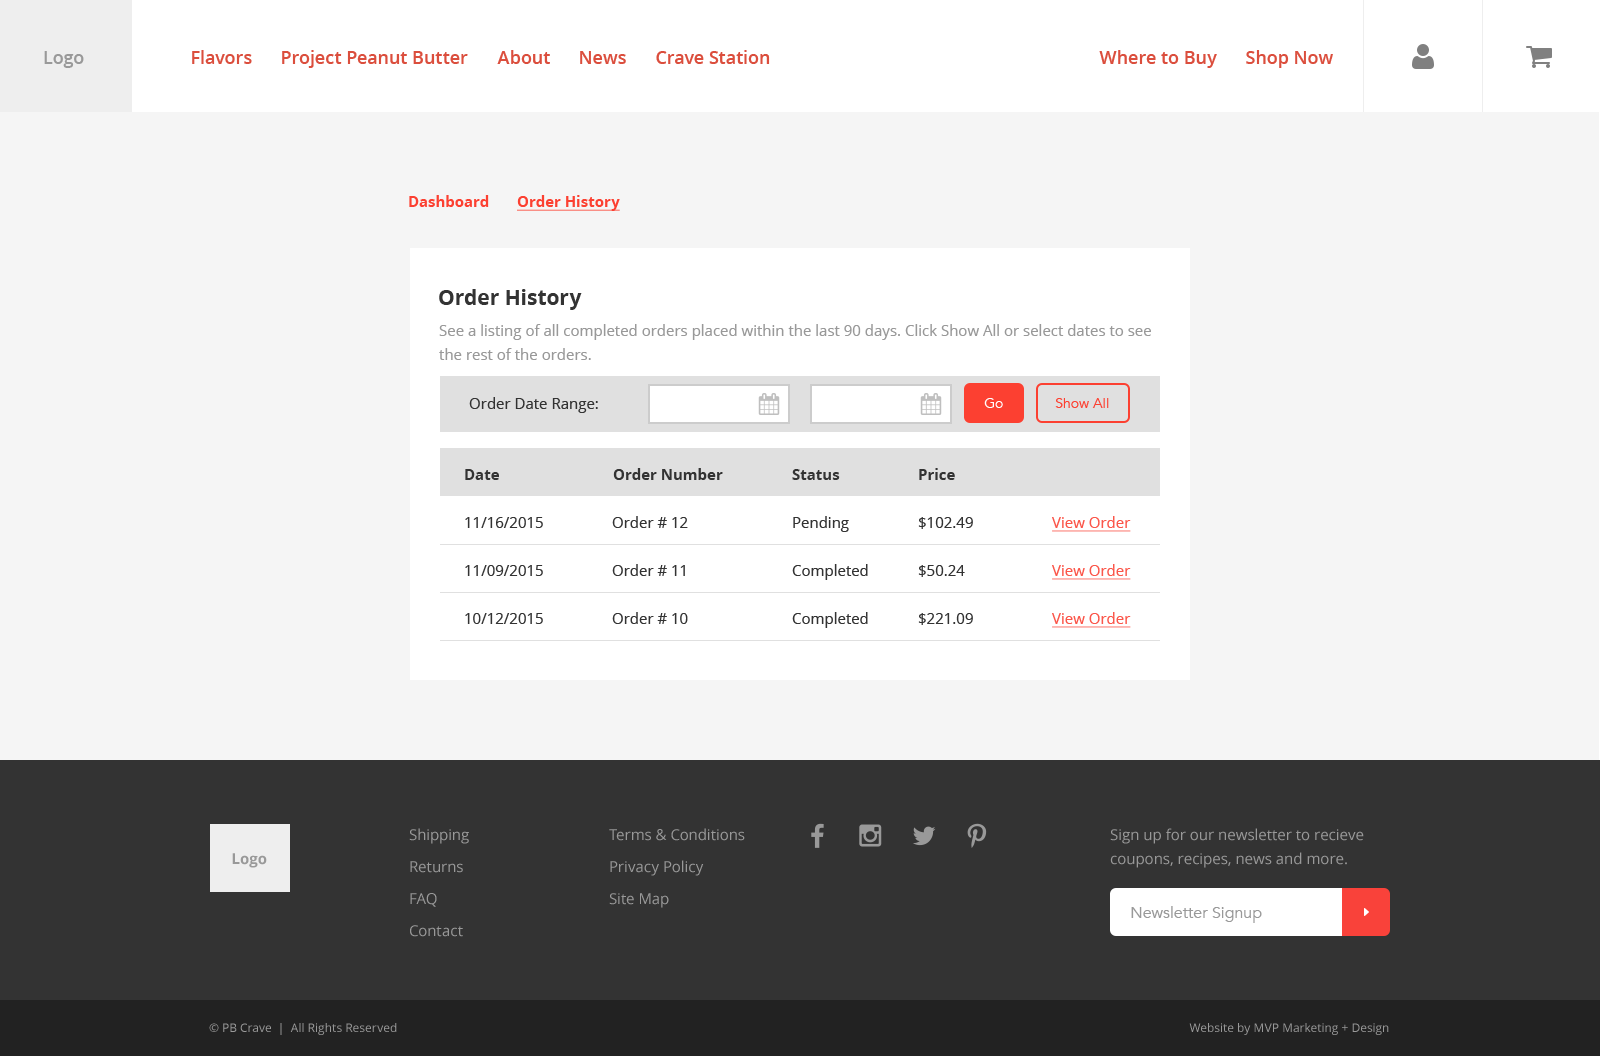 Logo
Flavors Project Peanut Butter About News Crave Station Where to Buy Shop Now
Dashboard Order History
Order History
See a listing of all completed orders placed within the last 90 days. Click Show All or select dates to see
the rest of the orders.
Order Date Range: Go Show All
Date Order Number Status Price
11/16/2015 Order # 12 Pending $102.49 View Order
11/09/2015 Order # 11 Completed $50.24 View Order
10/12/2015 Order # 10 Completed $221.09 View Order
Logo
Shipping
Returns
FAQ
Contact
Terms & Conditions
Privacy Policy
Site Map
Sign up for our newsletter to recieve
coupons, recipes, news and more.
Newsletter Signup
© PB Crave | All Rights Reserved
Website by MVP Marketing + Design